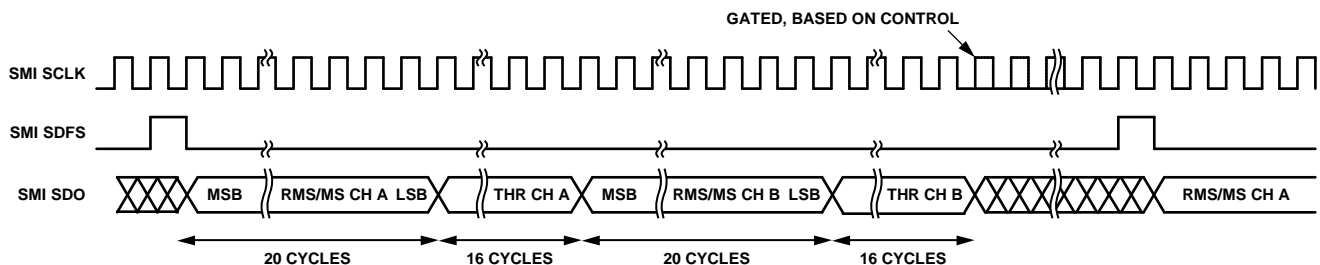 GATED, BASED ON CONTROL
SMI SCLK
SMI SDFS
SMI SDO
MSB RMS/MS CH A LSB THR CH A MSB RMS/MS CH B LSB THR CH B RMS/MS CH A
20 CYCLES 16 CYCLES 20 CYCLES 16 CYCLES